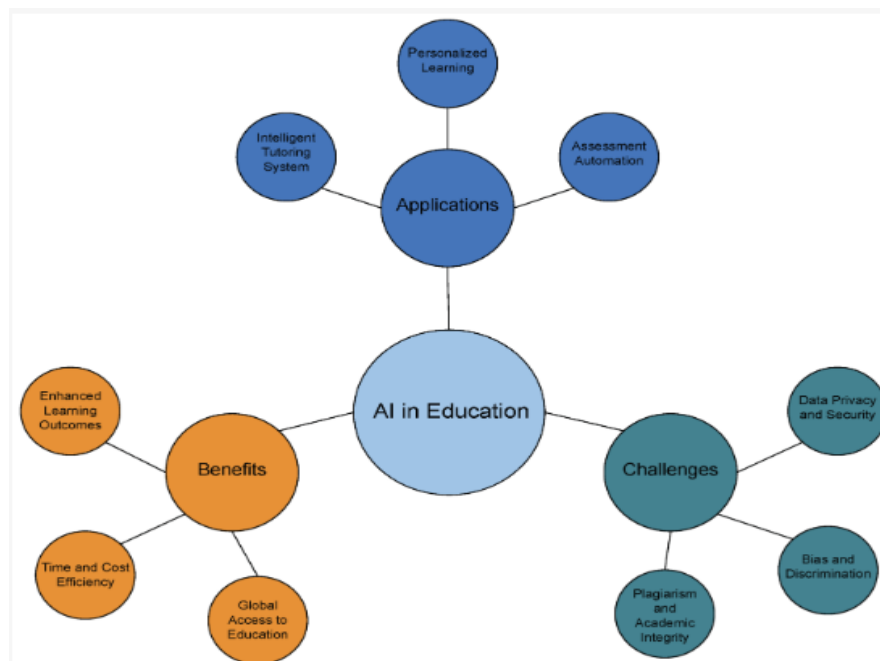 Personalized
Learning
Intelligent
Tutoring
System
Assessment
Automation
Applications
AI in Education
Enhanced
Learning
Outcomes
Benefits
Time and Cost
Efficiency
Global
Access to
Education
Challenges
Data Privacy
and Security
Bias and
Discrimination
Plagiarism
and
Academic
Integrity